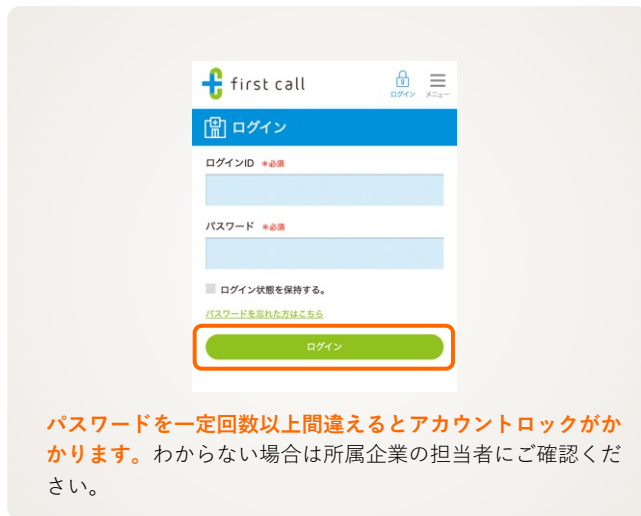 first call
ログイン
メニュー
ログイン
ログインID ＊必須
パスワード ＊必須
ログイン状態を保持する。
パスワードを忘れた方はこちら
ログイン
パスワードを一定回数以上間違えるとアカウントロックがか
かります。わからない場合は所属企業の担当者にご確認くだ
さい。